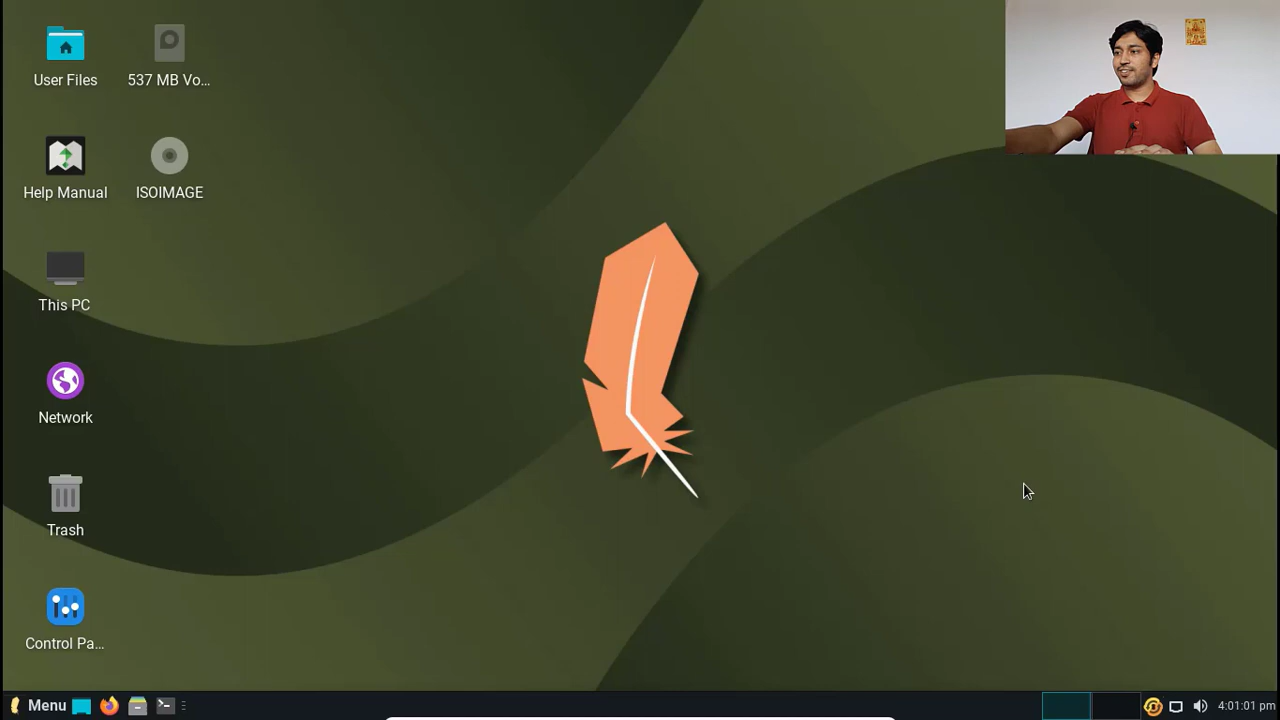 User Files
537 MB Vo...
Help Manual
ISOIMAGE
This PC
Network
Trash
Control Pa...
Menu
4:01:01 pm